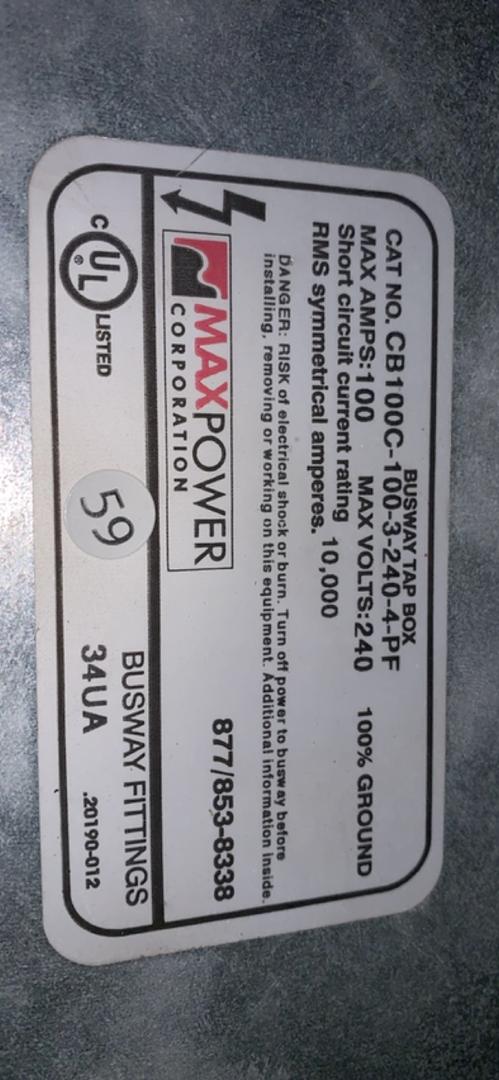 BUSWAY TAP BOX
CAT NO. CB100C-100-3-240-4-PF
MAX AMPS:100 MAX VOLTS:240 100% GROUND
Short circuit current rating 10,000
RMS symmetrical amperes.
DANGER: RISK of electrical shock or burn. Turn off power to busway before
installing, removing or working on this equipment. Additional information inside.
MAXPOWER
CORPORATION
877/853-8338
C UL LISTED
59
BUSWAY FITTINGS
34UA
.20190-012